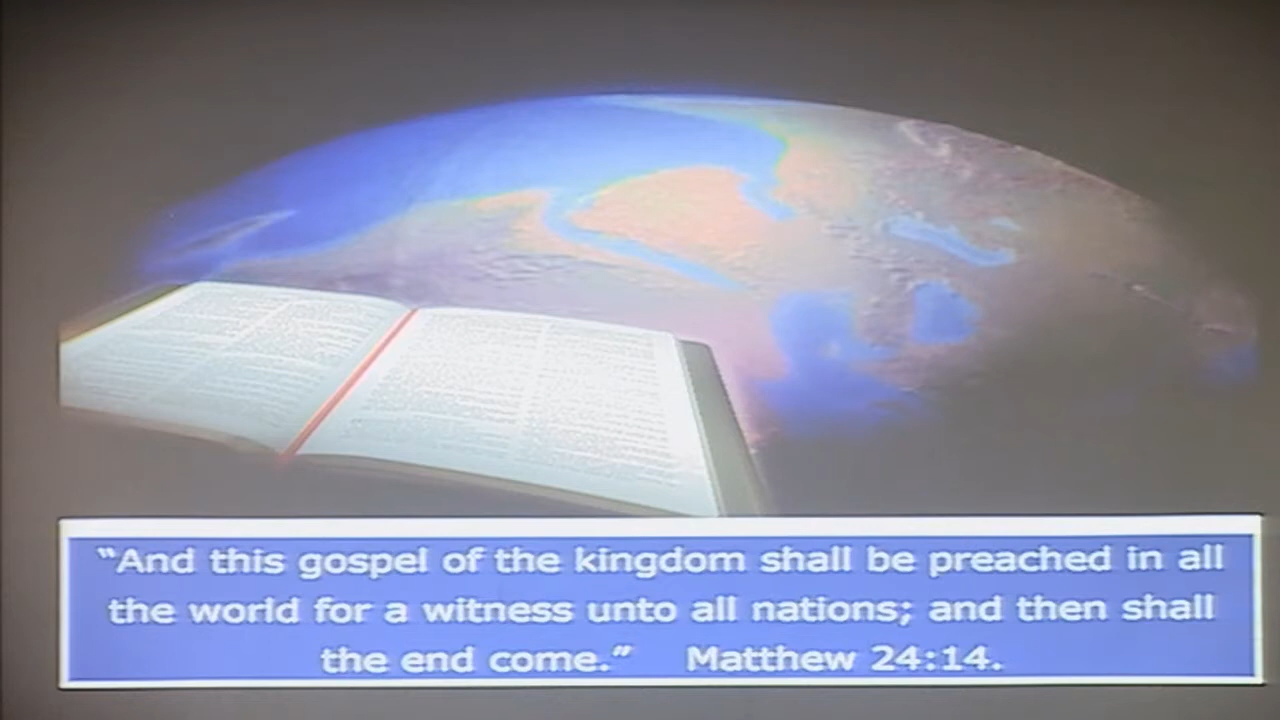 “And this gospel of the kingdom shall be preached in all
the world for a witness unto all nations; and then shall
the end come.”   Matthew 24:14.